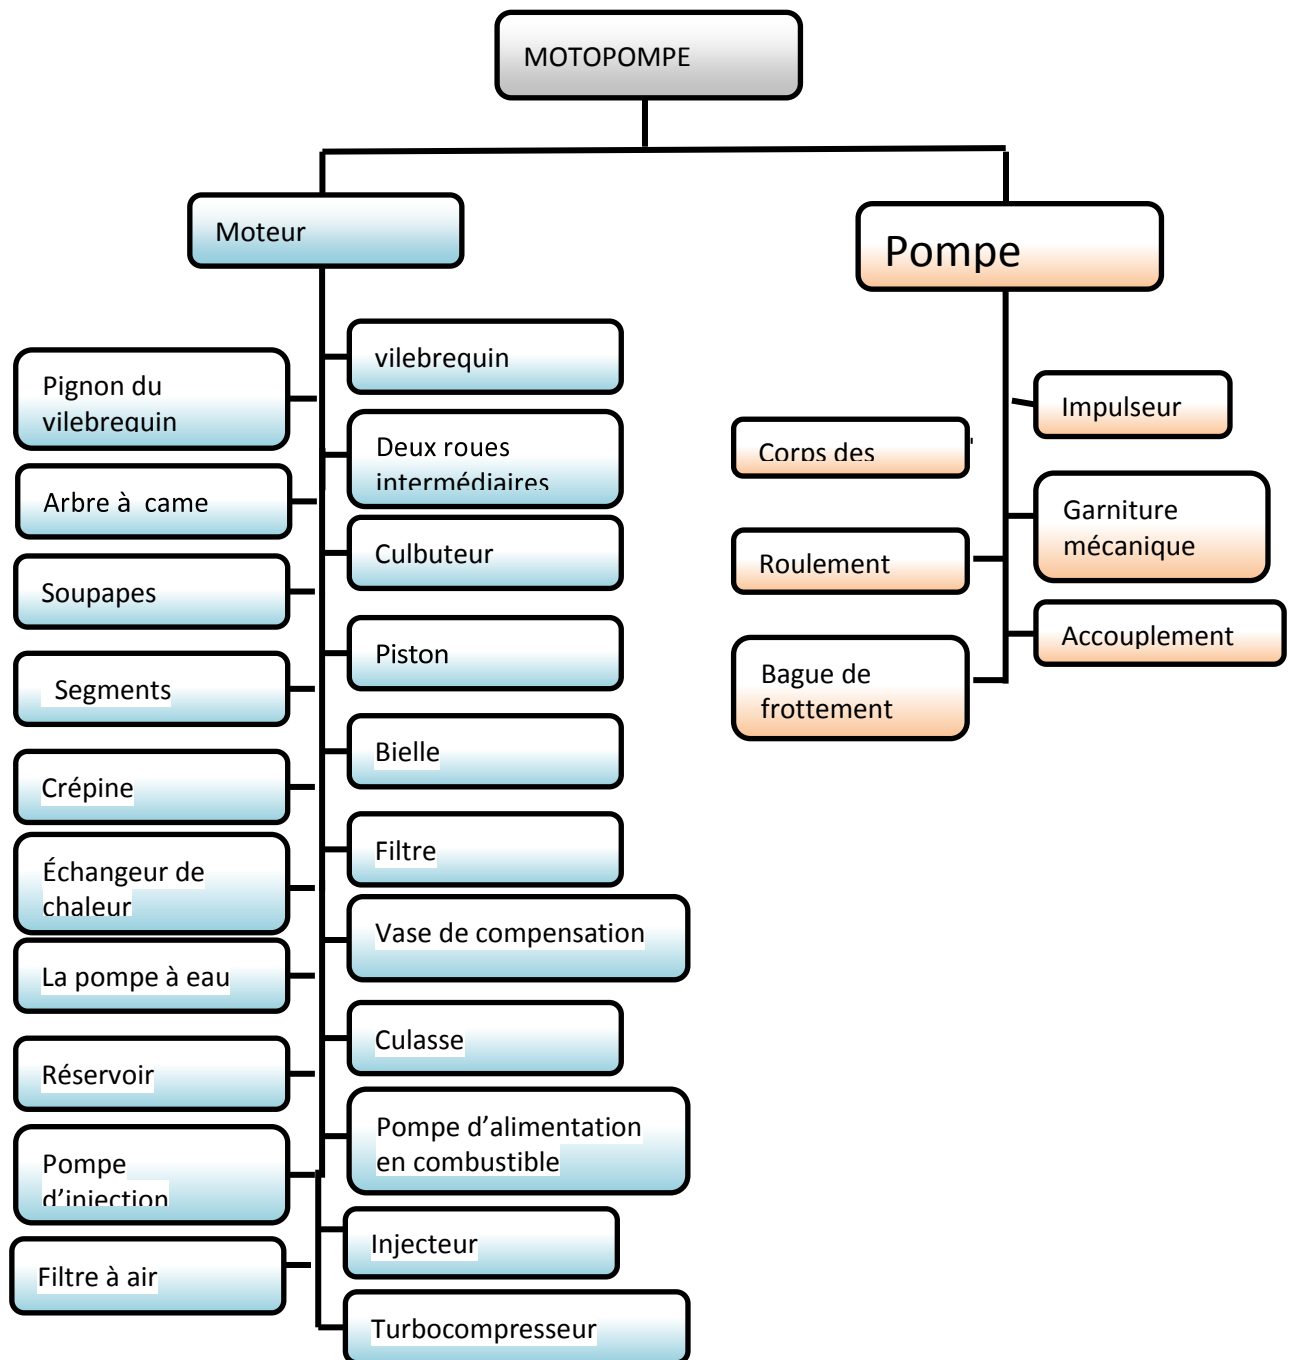 MOTOPOMPE
Moteur
Pompe
vilebrequin
Pignon du
vilebrequin
Deux roues
intermédiaires
Arbre à came
Culbuteur
Soupapes
Piston
Segments
Bielle
Crépine
Filtre
Échangeur de
chaleur
Vase de compensation
La pompe à eau
Culasse
Réservoir
Pompe d’alimentation
en combustible
Pompe
d’injection
Injecteur
Filtre à air
Turbocompresseur
Impulseur
Corps des
Garniture
mécanique
Roulement
Accouplement
Bague de
frottement